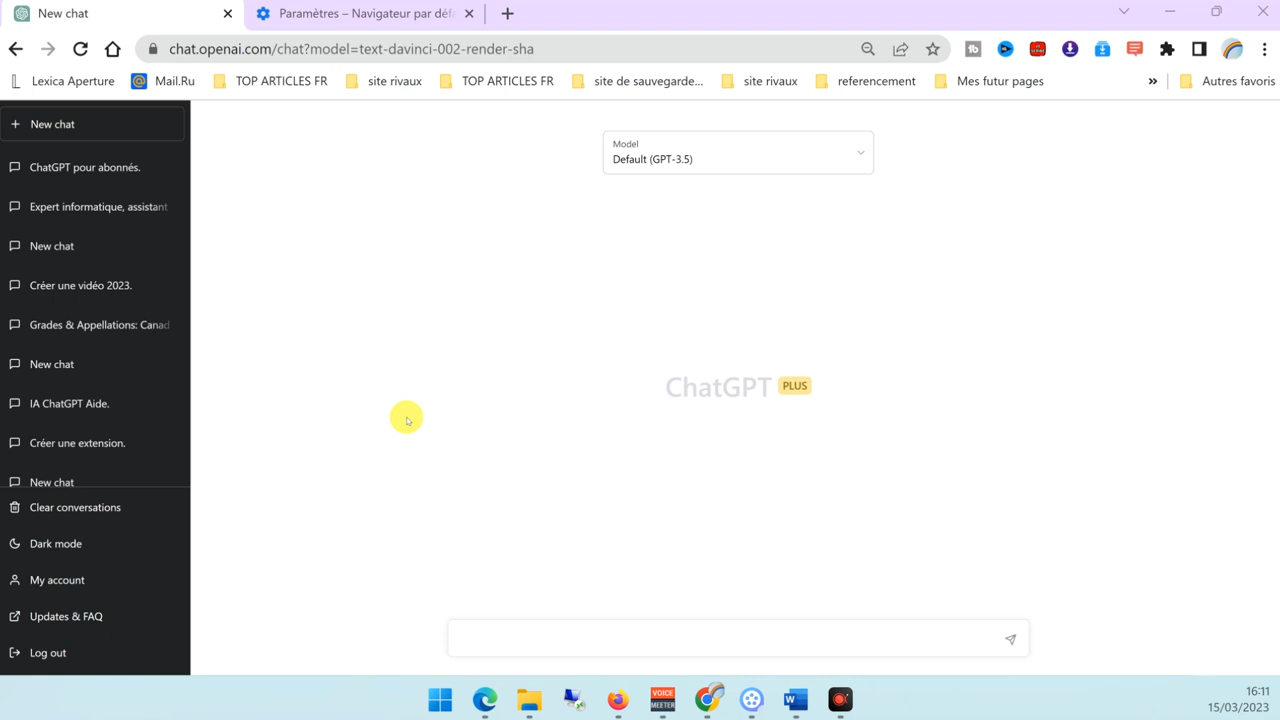 New chat
Paramètres – Navigateur par défa
chat.openai.com/chat?model=text-davinci-002-render-sha
tb
Lexica Aperture
Mail.Ru
TOP ARTICLES FR
site rivaux
TOP ARTICLES FR
site de sauvegarde...
site rivaux
referencement
Mes futur pages
»
Autres favoris
+ New chat
ChatGPT pour abonnés.
Expert informatique, assistant
New chat
Créer une vidéo 2023.
Grades & Appellations: Canad
New chat
IA ChatGPT Aide.
Créer une extension.
New chat
Clear conversations
Dark mode
My account
Updates & FAQ
Log out
Model
Default (GPT-3.5)
ChatGPT PLUS
VOICE
MEETER
16:11
15/03/2023